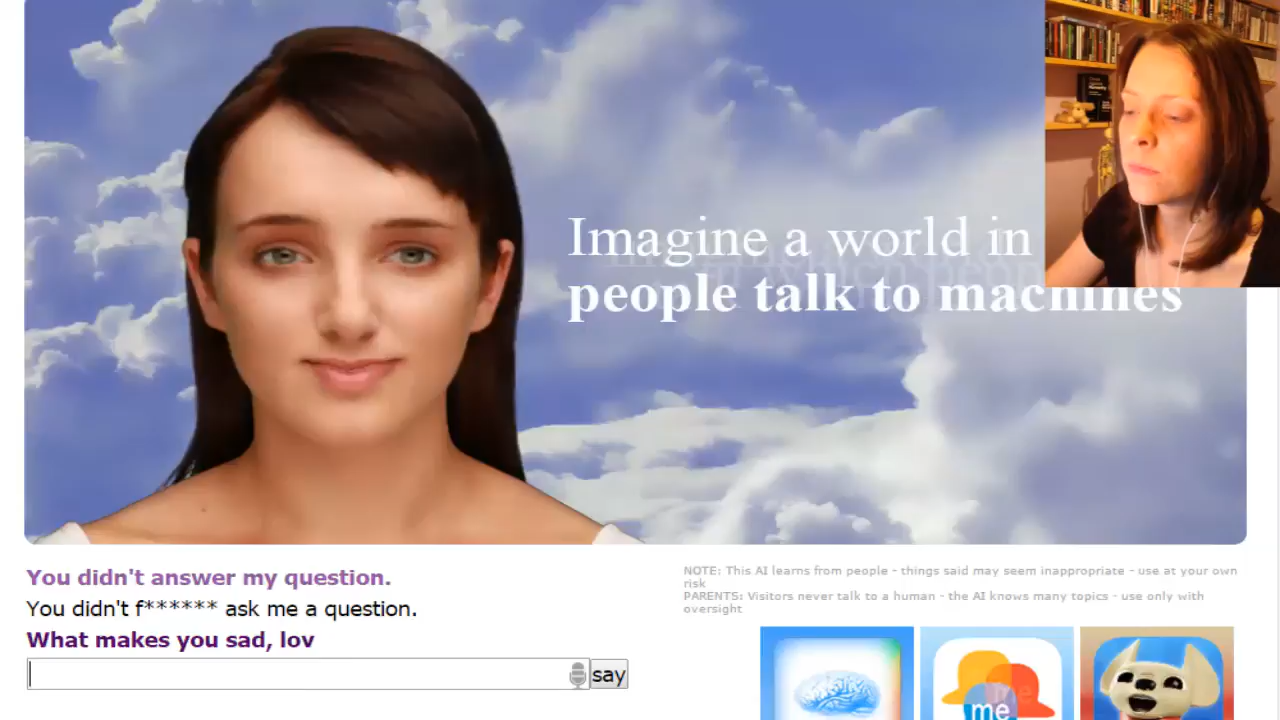 Imagine a world in
people talk to machines
You didn't answer my question.
You didn't f****** ask me a question.
What makes you sad, lov
say
NOTE: This AI learns from people - things said may seem inappropriate - use at your own
risk
PARENTS: Visitors never talk to a human - the AI knows many topics - use only with
oversight
me